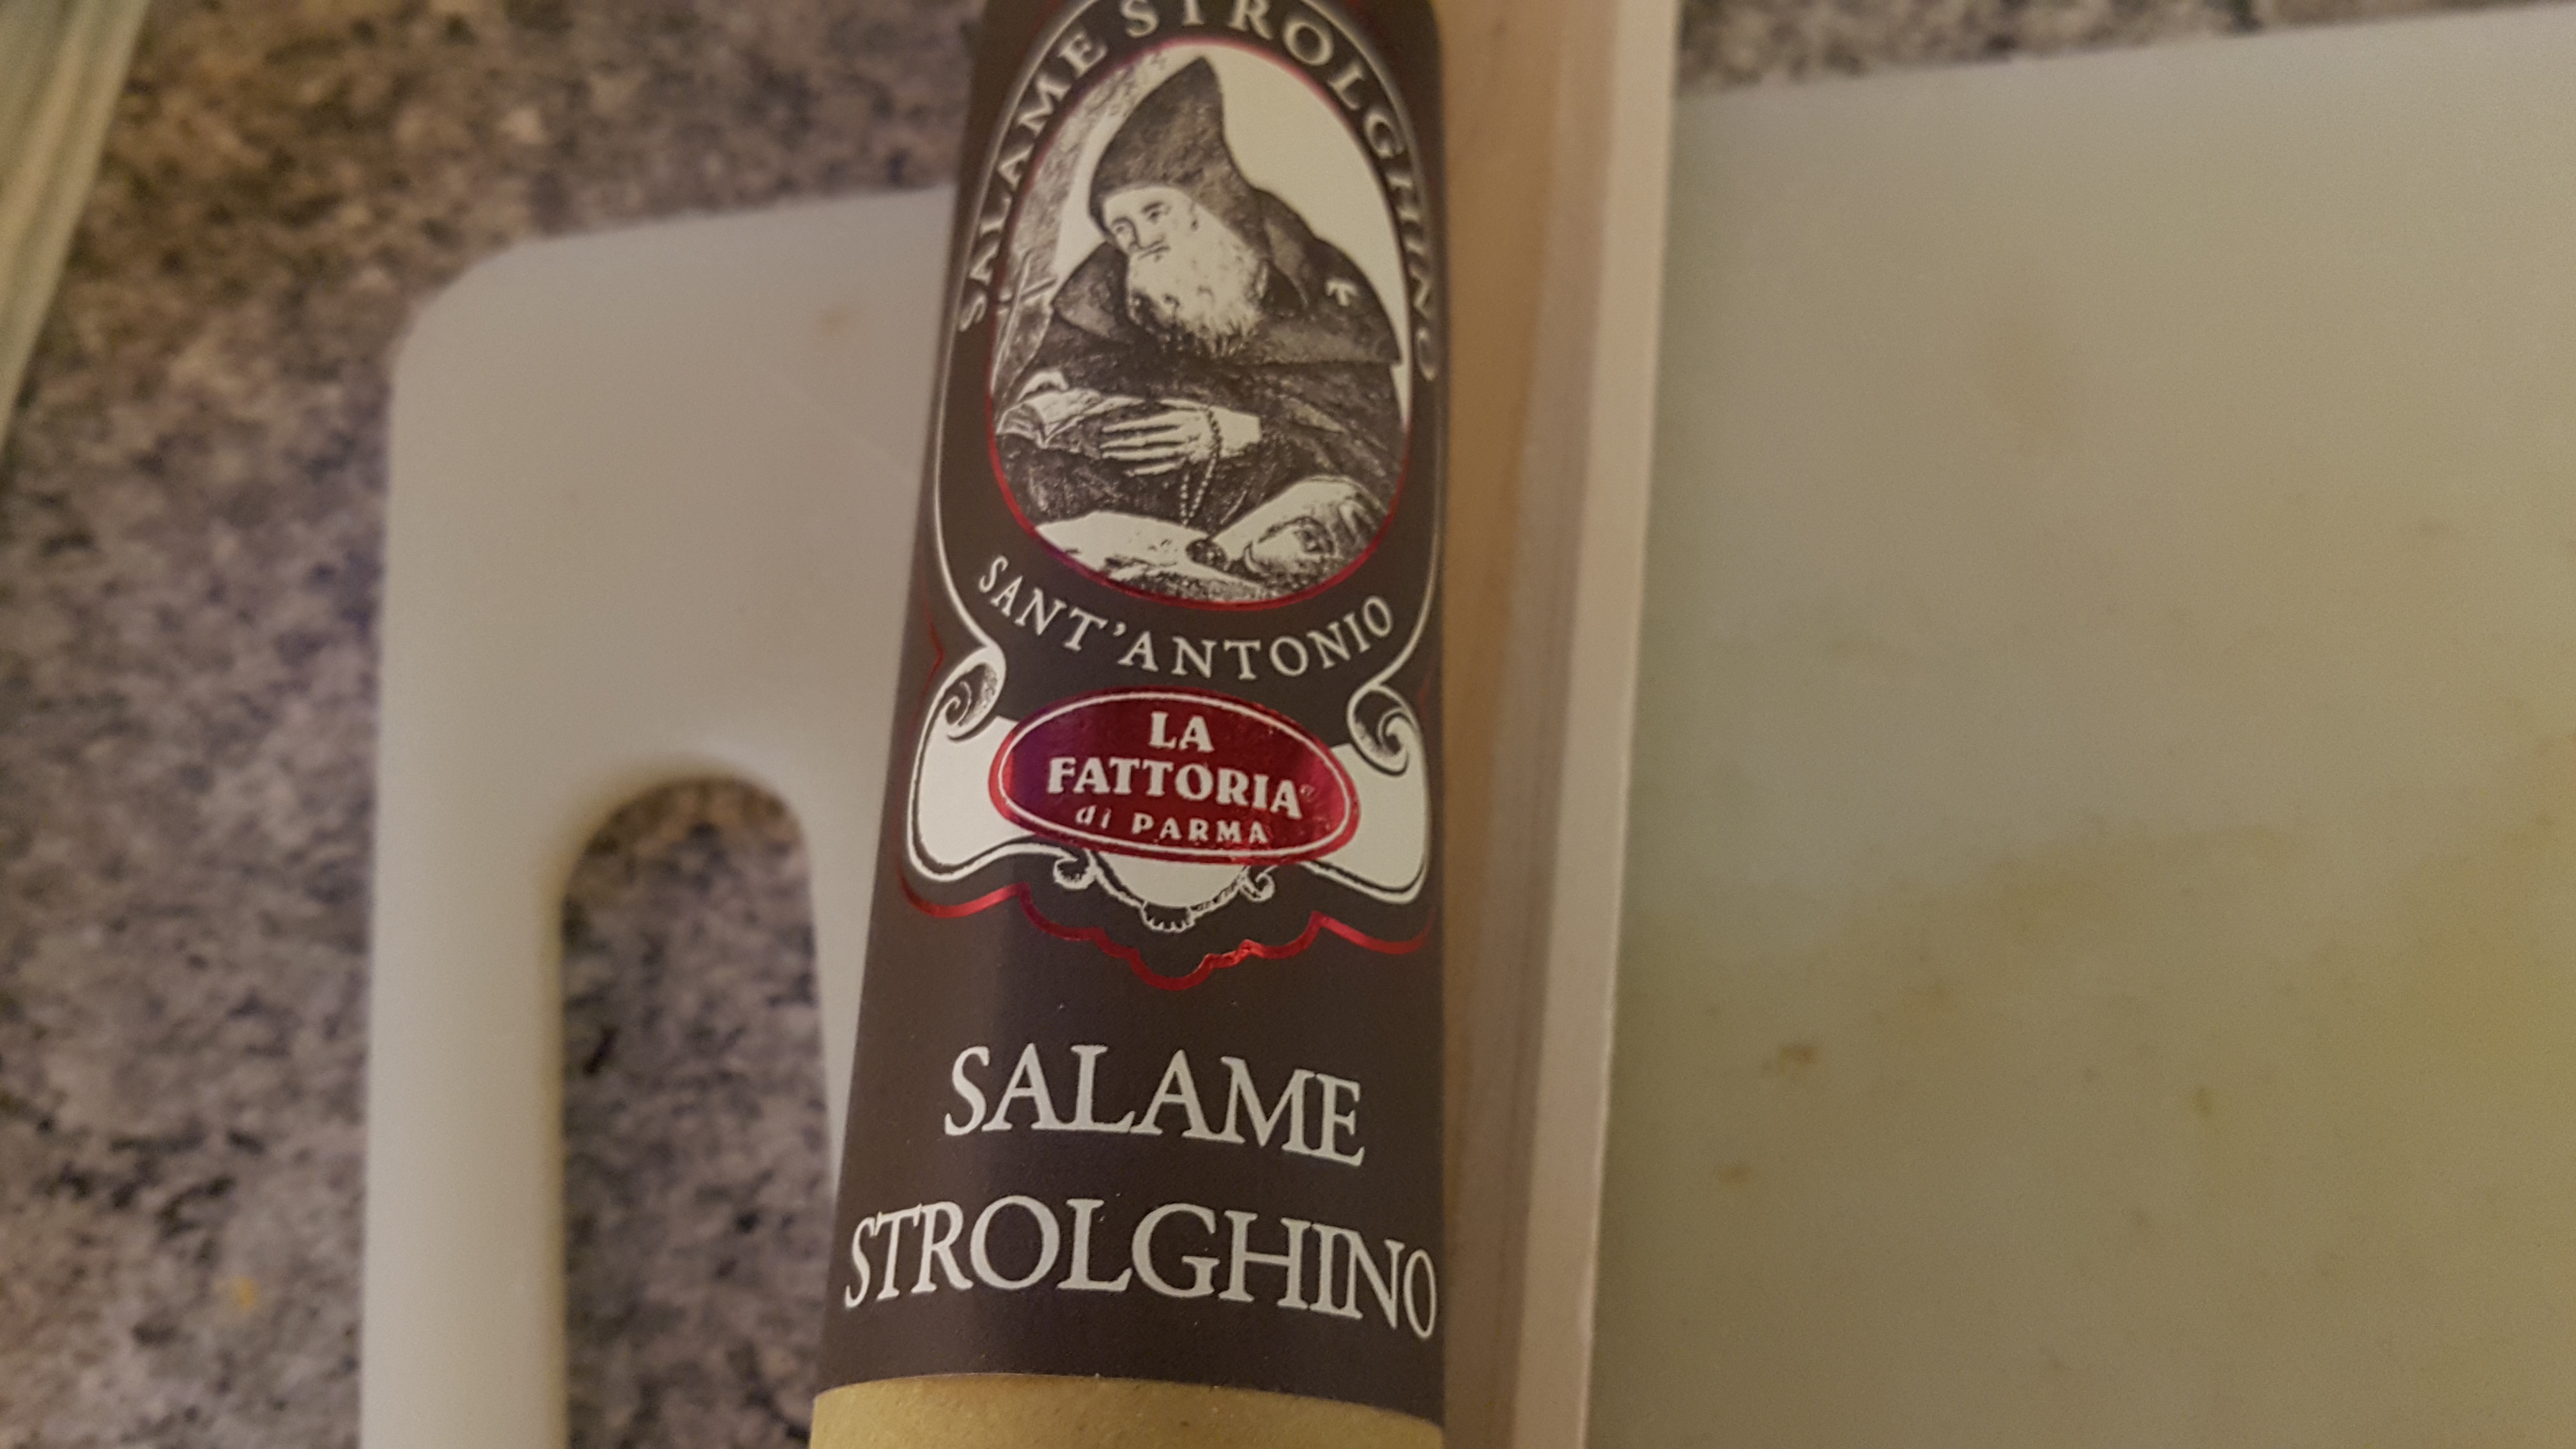 SALAME STROLGHINO
SANT'ANTONIO
LA
FATTORIA®
di PARMA
SALAME
STROLGHINO